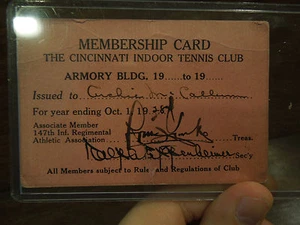 MEMBERSHIP CARD
THE CINCINNATI INDOOR TENNIS CLUB
ARMORY BLDG. 19......to 19......
Issued to
For year ending Oct. 1, 19
Associate Member
147th Inf. Regimental
Athletic Association
Treas.
Sec'y
All Members subject to Rules and Regulations of Club